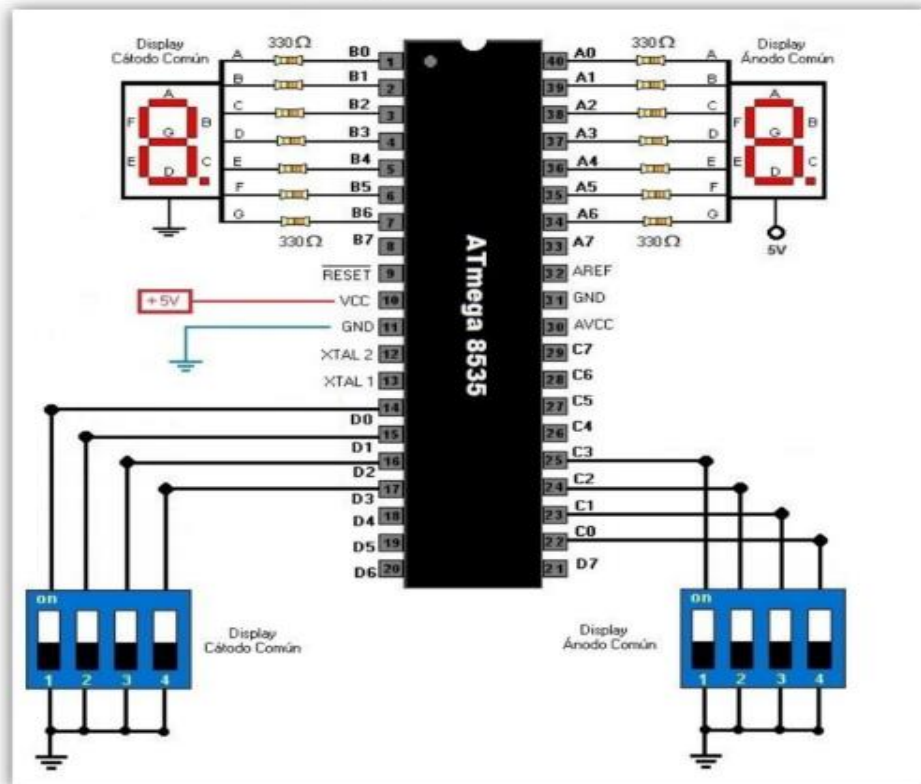 Display
Cátodo Común
330Ω
A
B
C
D
E
F
G
A
F
B
G
E
C
D
330Ω
B0
B1
B2
B3
B4
B5
B6
B7
RESET
VCC
GND
XTAL 2
XTAL 1
D0
D1
D2
D3
D4
D5
D6
+5V
1
2
3
4
5
6
7
8
9
10
11
12
13
14
15
16
17
18
19
20
ATmega 8535
40
39
38
37
36
35
34
33
32
31
30
29
28
27
26
25
24
23
22
21
A0
A1
A2
A3
A4
A5
A6
A7
AREF
GND
AVCC
C7
C6
C5
C4
C3
C2
C1
C0
D7
330Ω
A
B
C
D
E
F
G
330Ω
Display
Ánodo Común
A
F
B
G
E
C
D
5V
on
1 2 3 4
Display
Cátodo Común
Display
Ánodo Común
on
1 2 3 4